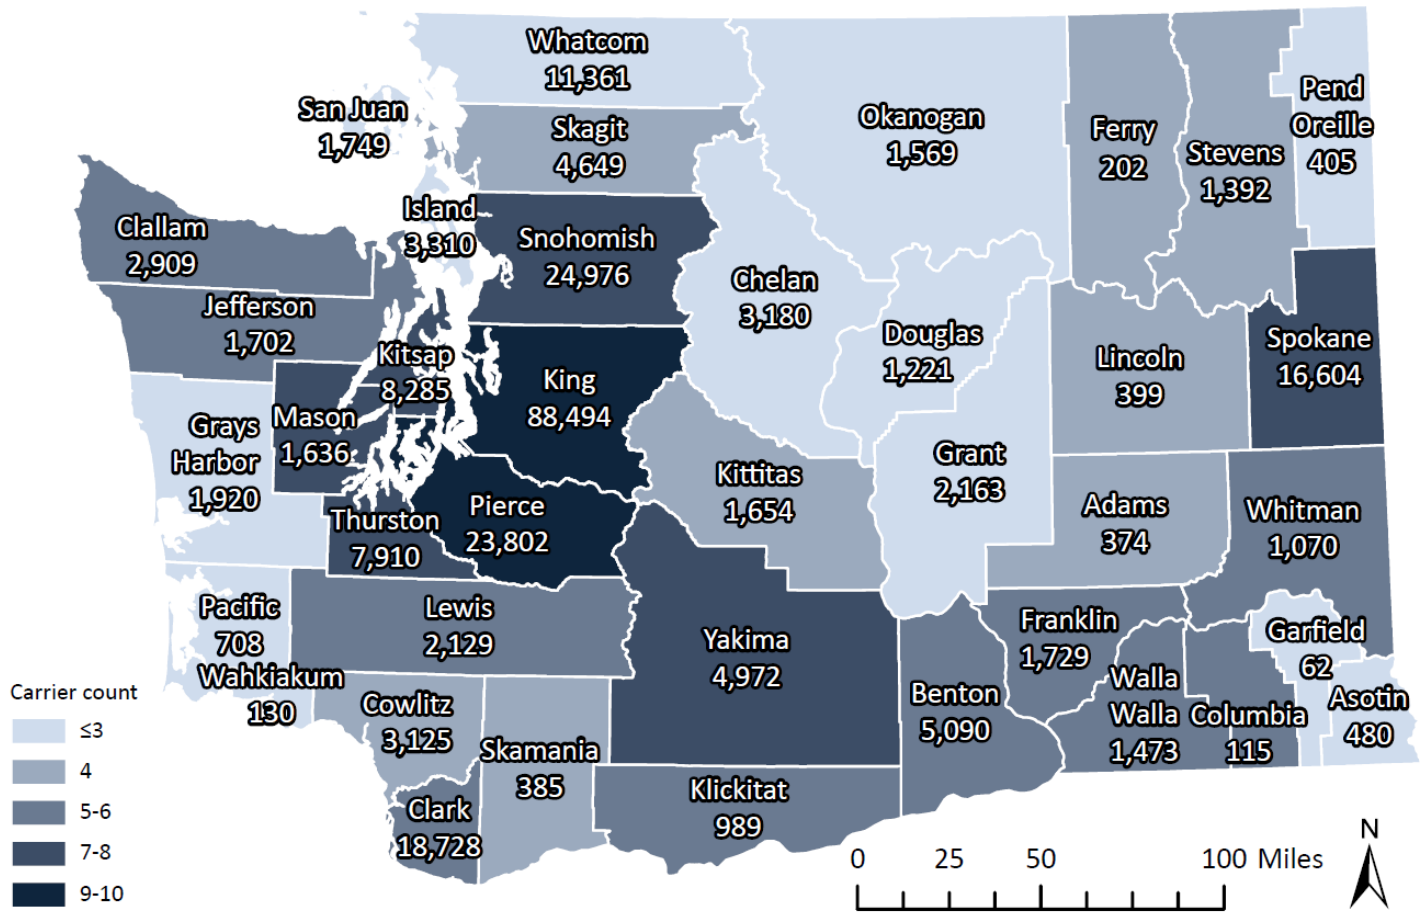 Whatcom
11,361
San Juan
1,749
Skagit
4,649
Okanogan
1,569
Ferry
202
Stevens
1,392
Pend
Oreille
405
Clallam
2,909
Island
3,310
Snohomish
24,976
Chelan
3,180
Jefferson
1,702
Kitsap
8,285
King
88,494
Douglas
1,221
Lincoln
399
Spokane
16,604
Grays
Harbor
1,920
Mason
1,636
Kittitas
1,654
Grant
2,163
Thurston
7,910
Pierce
23,802
Adams
374
Whitman
1,070
Pacific
708
Lewis
2,129
Yakima
4,972
Franklin
1,729
Garfield
62
Wahkiakum
130
Cowlitz
3,125
Skamania
385
Benton
5,090
Walla
Walla
1,473
Columbia
115
Asotin
480
Clark
18,728
Klickitat
989
Carrier count
≤3
4
5-6
7-8
9-10
0 25 50 100 Miles
N